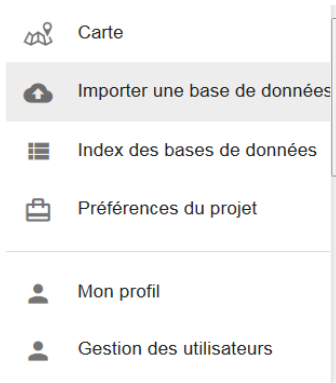 Carte
Importer une base de données
Index des bases de données
Préférences du projet
Mon profil
Gestion des utilisateurs